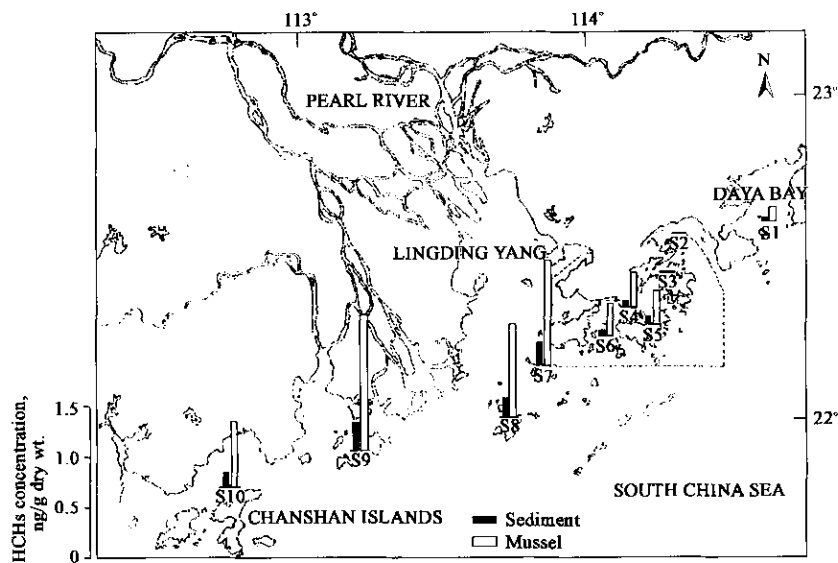 113°
114°
N
23°
PEARL RIVER
DAYA BAY
S1
S2
LINGDING YANG
S3
S4
S5
S6
S7
22°
S8
S9
S10
HCHs concentration,
ng/g dry wt.
1.5
1.0
0.5
0
SOUTH CHINA SEA
CHANSHAN ISLANDS
Sediment
Mussel